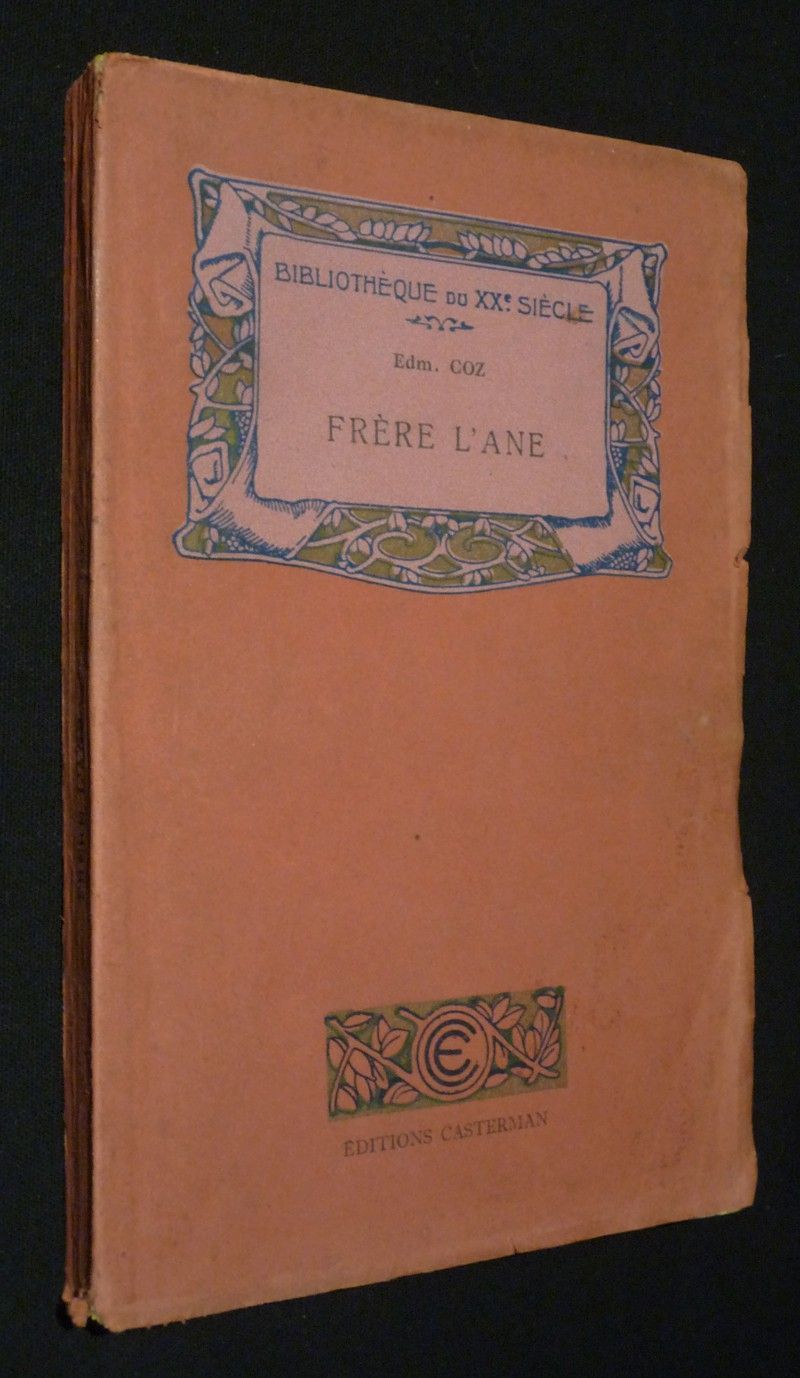 BIBLIOTHÈQUE DU XXe. SIÈCLE
Edm. COZ
FRÈRE L'ANE
ÉDITIONS CASTERMAN